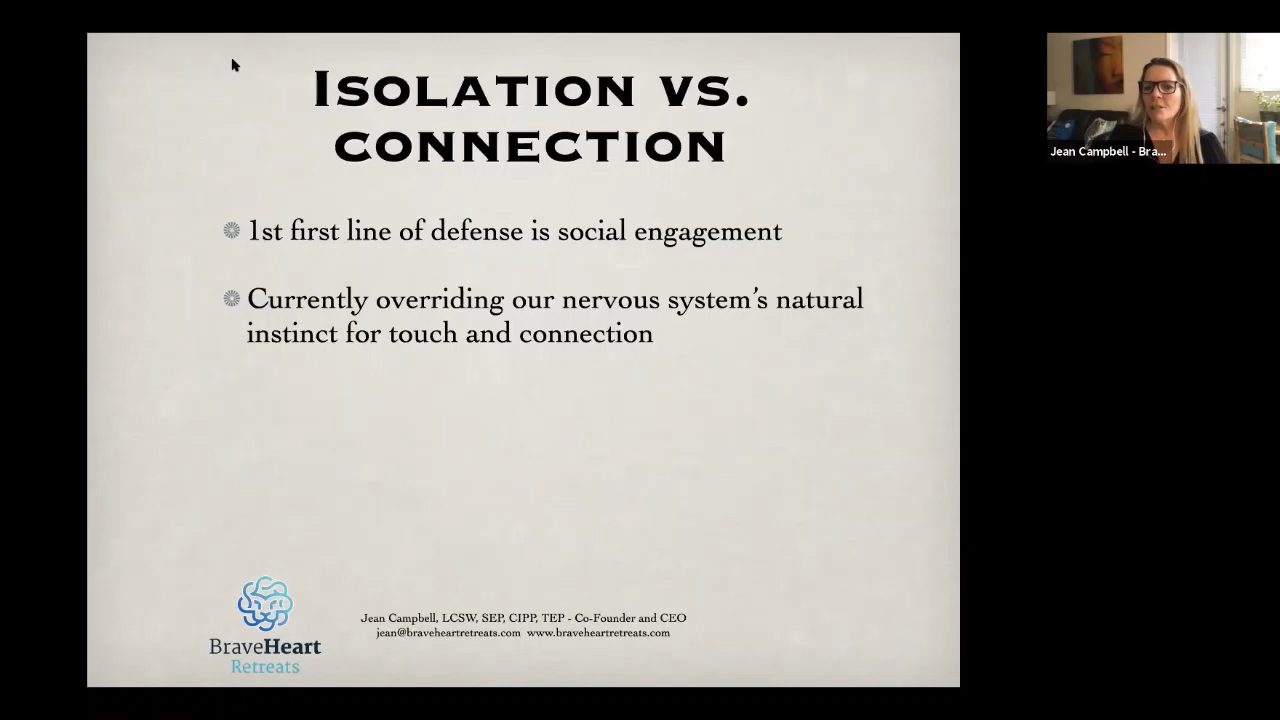 Isolation vs.
connection
1st first line of defense is social engagement
Currently overriding our nervous system's natural
instinct for touch and connection
BraveHeart
Retreats
Jean Campbell, LCSW, SEP, CIPP, TEP - Co-Founder and CEO
jean@braveheartretreats.com www.braveheartretreats.com
Jean Campbell - Bra...